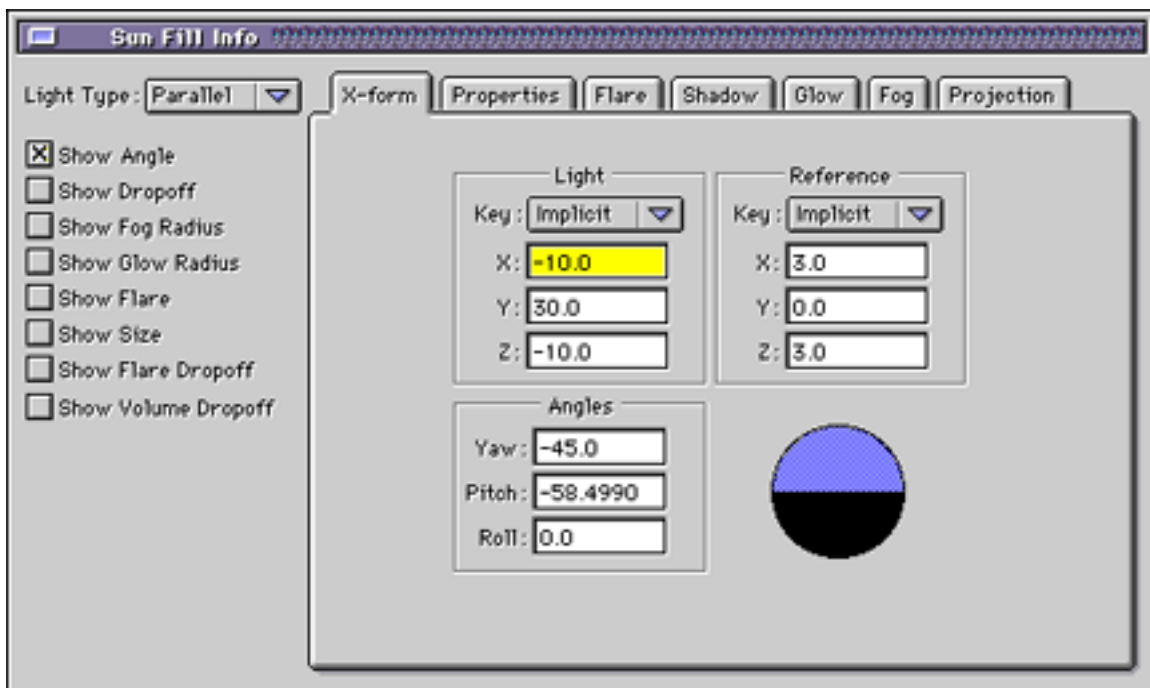 Sun Fill Info
Light Type: Parallel
Show Angle
Show Dropoff
Show Fog Radius
Show Glow Radius
Show Flare
Show Size
Show Flare Dropoff
Show Volume Dropoff
X-form Properties Flare Shadow Glow Fog Projection
Light
Key: Implicit
X: -10.0
Y: 30.0
Z: -10.0
Reference
Key: Implicit
X: 3.0
Y: 0.0
Z: 3.0
Angles
Yaw: -45.0
Pitch: -58.4990
Roll: 0.0